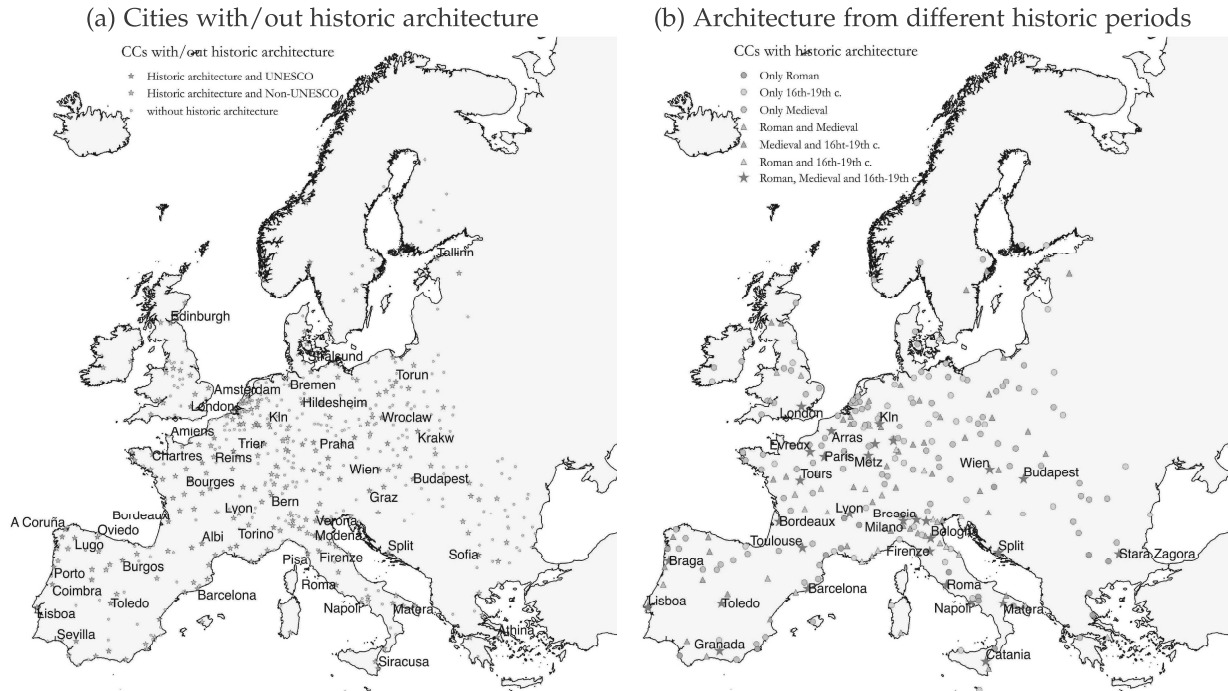 (a) Cities with/out historic architecture
CCs with/out historic architecture
Historic architecture and UNESCO
Historic architecture and Non-UNESCO
without historic architecture
Tallinn
Edinburgh
Stralsund
Torun
Bremen
Amsterdam
Hildesheim
London
Kln
Wroclaw
Amiens
Krakw
Trier
Praha
Chartres
Reims
Wien
Bourges
Budapest
Graz
Bern
Lyon
Bordeaux
A Coruña
Verona
Oviedo
Albi
Torino
Modena
Lugo
Split
Sofia
Pisa
Firenze
Burgos
Porto
Roma
Coimbra
Barcelona
Toledo
Napoli
Matera
Lisboa
Sevilla
Athina
Siracusa
(b) Architecture from different historic periods
CCs with historic architecture
Only Roman
Only 16th-19th c.
Only Medieval
Roman and Medieval
Medieval and 16ht-19th c.
Roman and 16th-19th c.
Roman, Medieval and 16th-19th c.
London
Kln
Arras
Evreux
Paris
Metz
Wien
Tours
Budapest
Lyon
Brescia
Bordeaux
Milano
Bologna
Toulouse
Firenze
Split
Stara Zagora
Braga
Barcelona
Roma
Lisboa
Toledo
Napoli
Matera
Granada
Catania